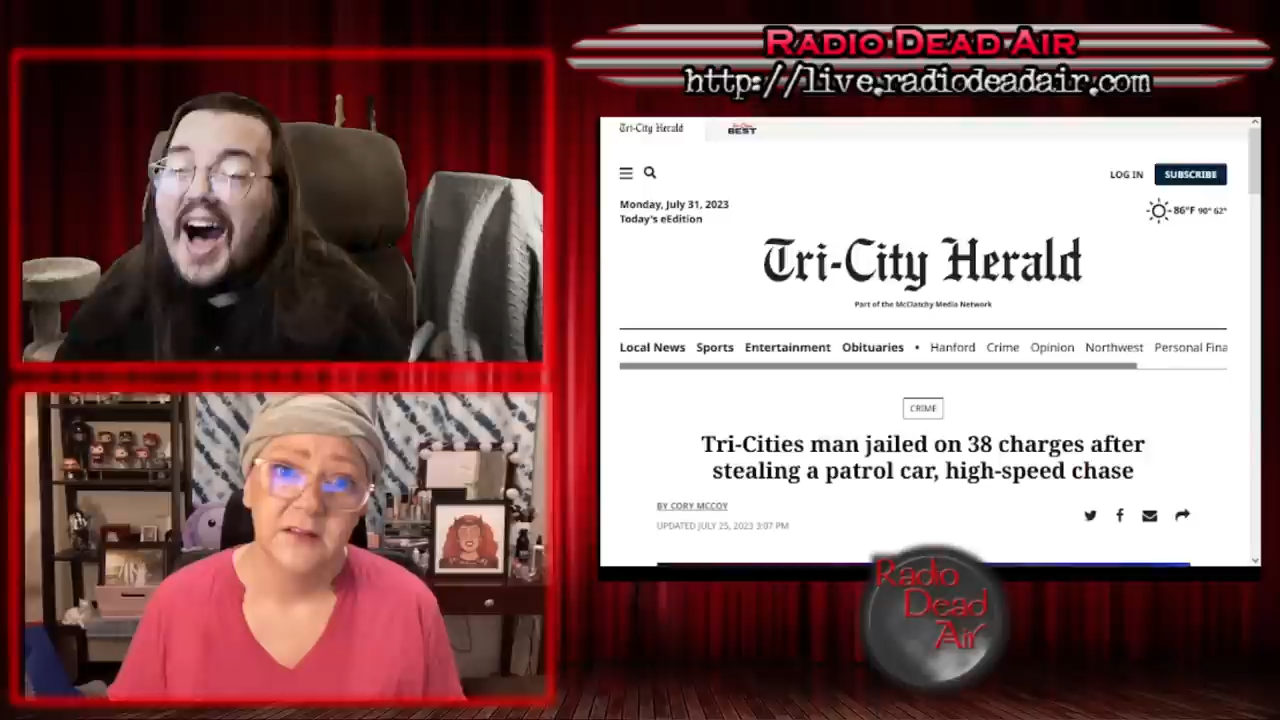 Radio Dead Air
http://live.radiodeadair.com
Tri-City Herald
BEST
LOG IN
SUBSCRIBE
Monday, July 31, 2023
Today's eEdition
86°F 90° 62°
Tri-City Herald
Part of the McClatchy Media Network
Local News Sports Entertainment Obituaries • Hanford Crime Opinion Northwest Personal Fina
CRIME
Tri-Cities man jailed on 38 charges after
stealing a patrol car, high-speed chase
BY CORY MCCOY
UPDATED JULY 25, 2023 3:07 PM
Radio
Dead
Air